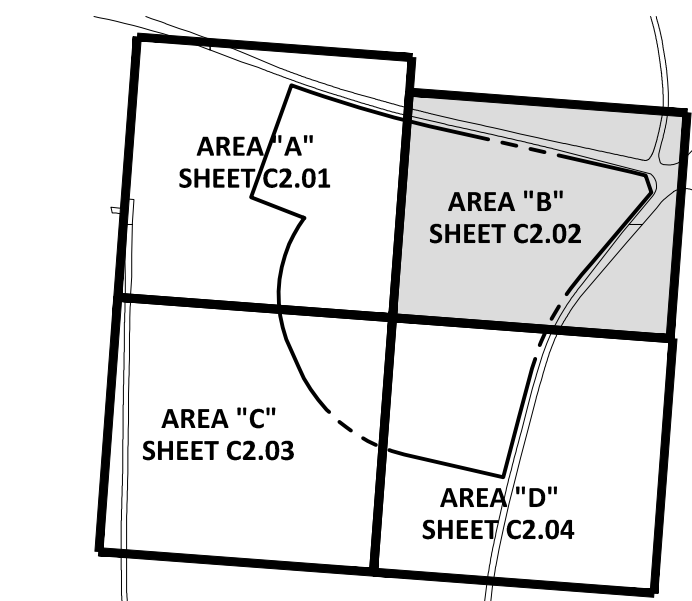 AREA "A"
SHEET C2.01
AREA "B"
SHEET C2.02
AREA "C"
SHEET C2.03
AREA "D"
SHEET C2.04